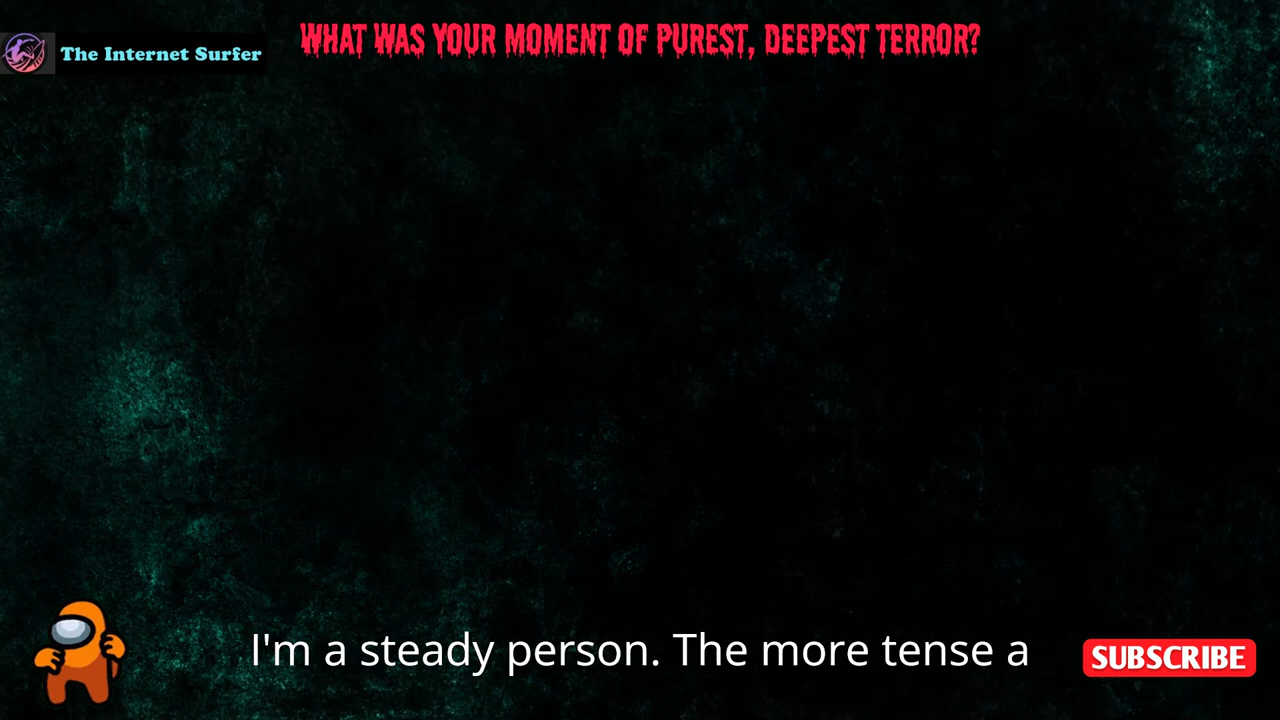 WHAT WAS YOUR MOMENT OF PUREST, DEEPEST TERROR?
The Internet Surfer
I'm a steady person. The more tense a
SUBSCRIBE